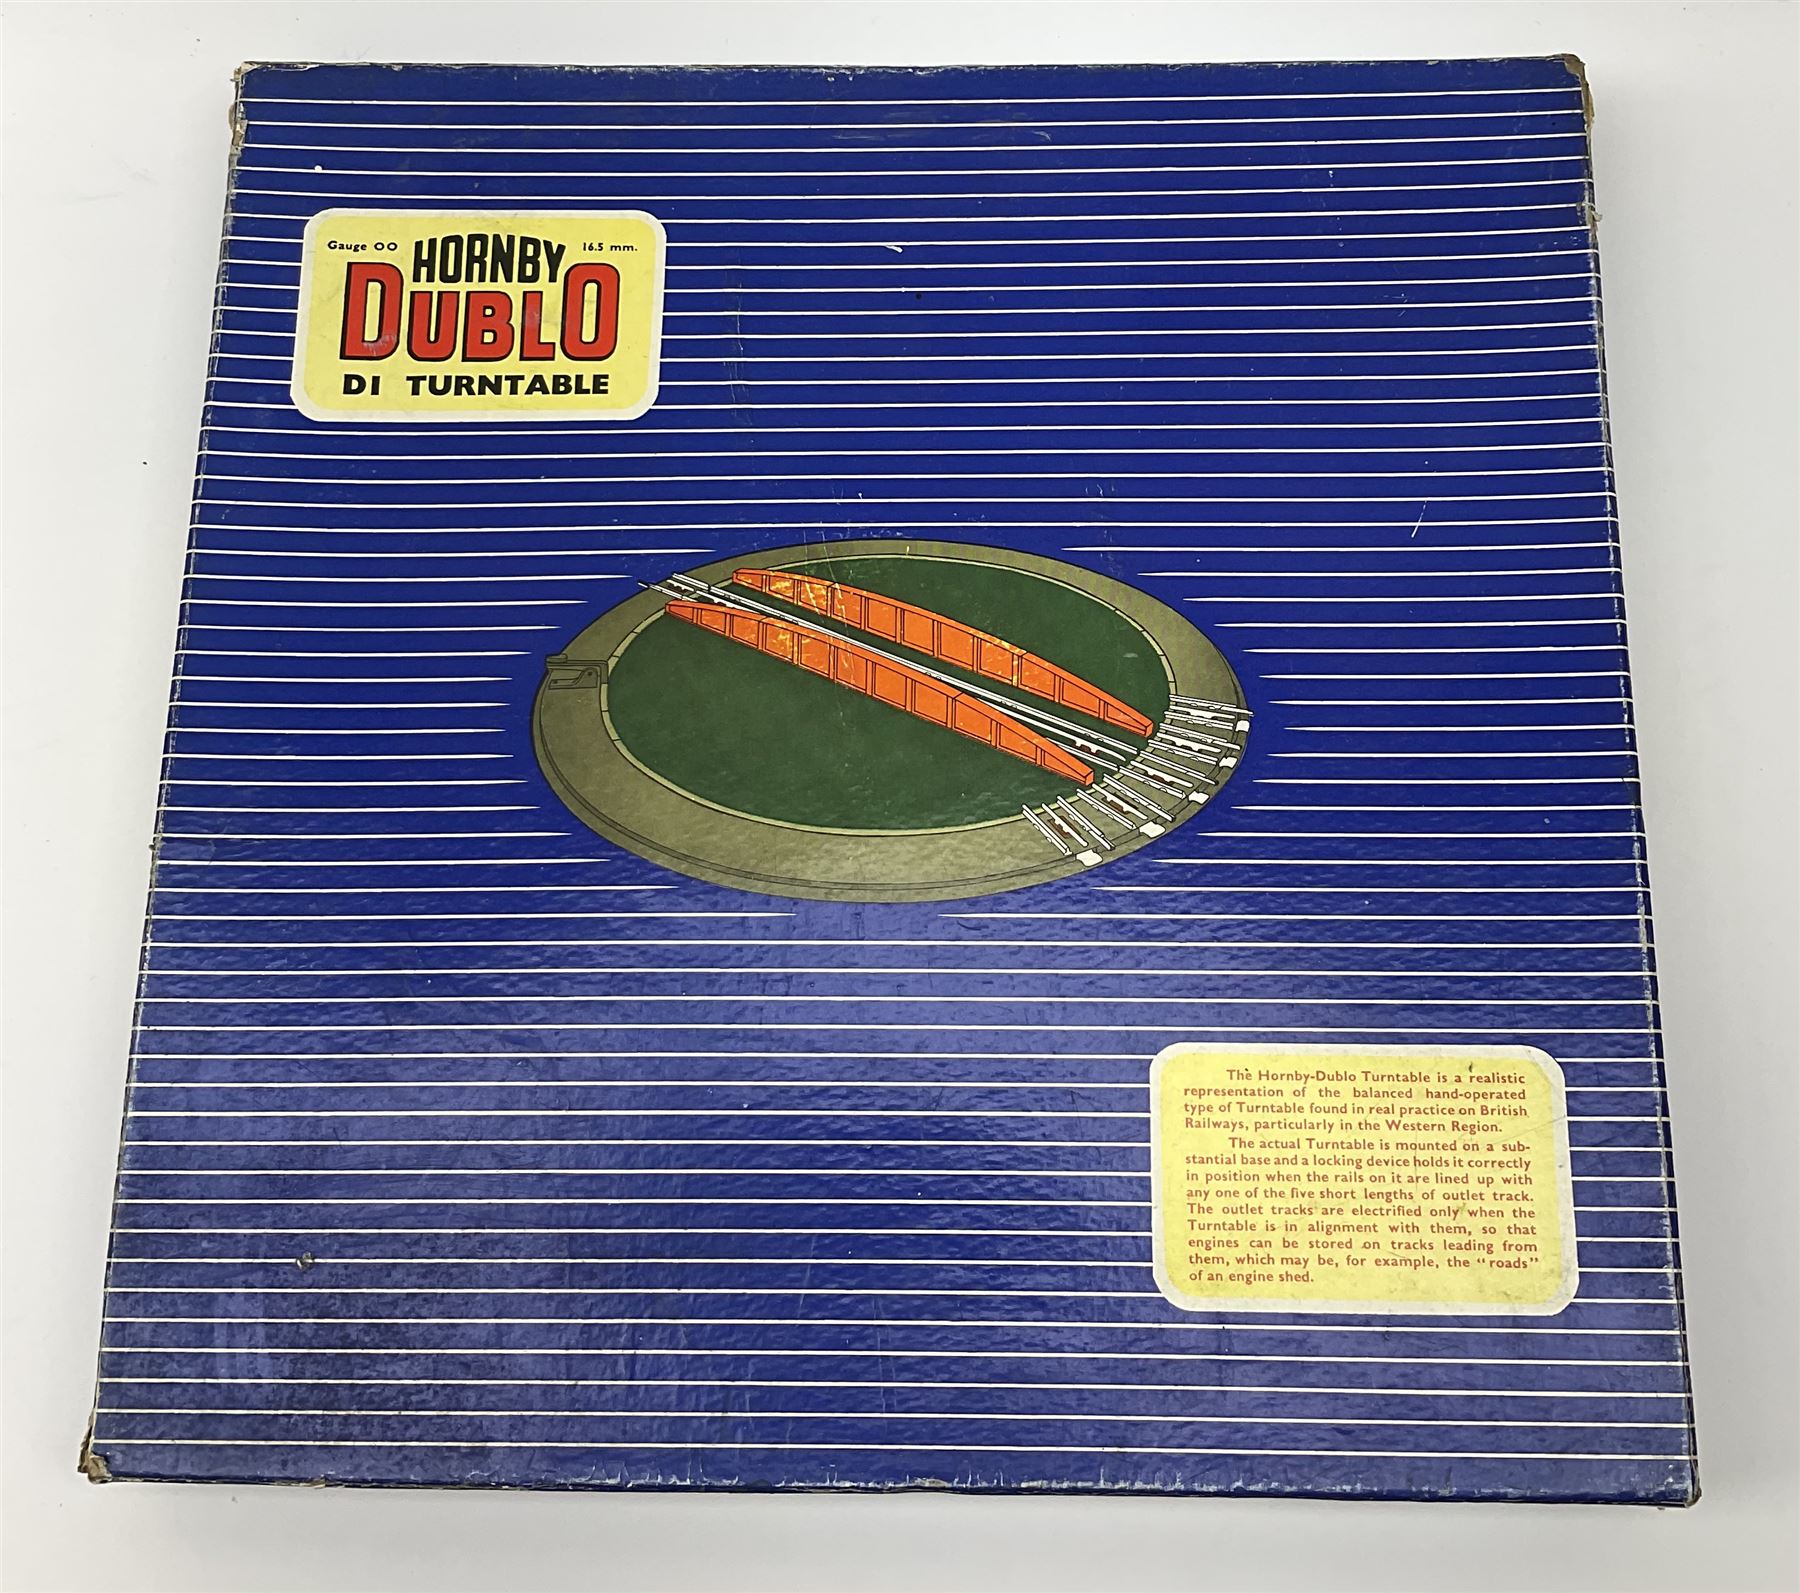 Gauge OO HORNBY 16.5 mm.
DUBLO
D1 TURNTABLE
The Hornby-Dublo Turntable is a realistic
representation of the balanced hand-operated
type of Turntable found in real practice on British
Railways, particularly in the Western Region.
The actual Turntable is mounted on a sub-
stantial base and a locking device holds it correctly
in position when the rails on it are lined up with
any one of the five short lengths of outlet track.
The outlet tracks are electrified only when the
Turntable is in alignment with them, so that
engines can be stored on tracks leading from
them, which may be, for example, the "roads"
of an engine shed.